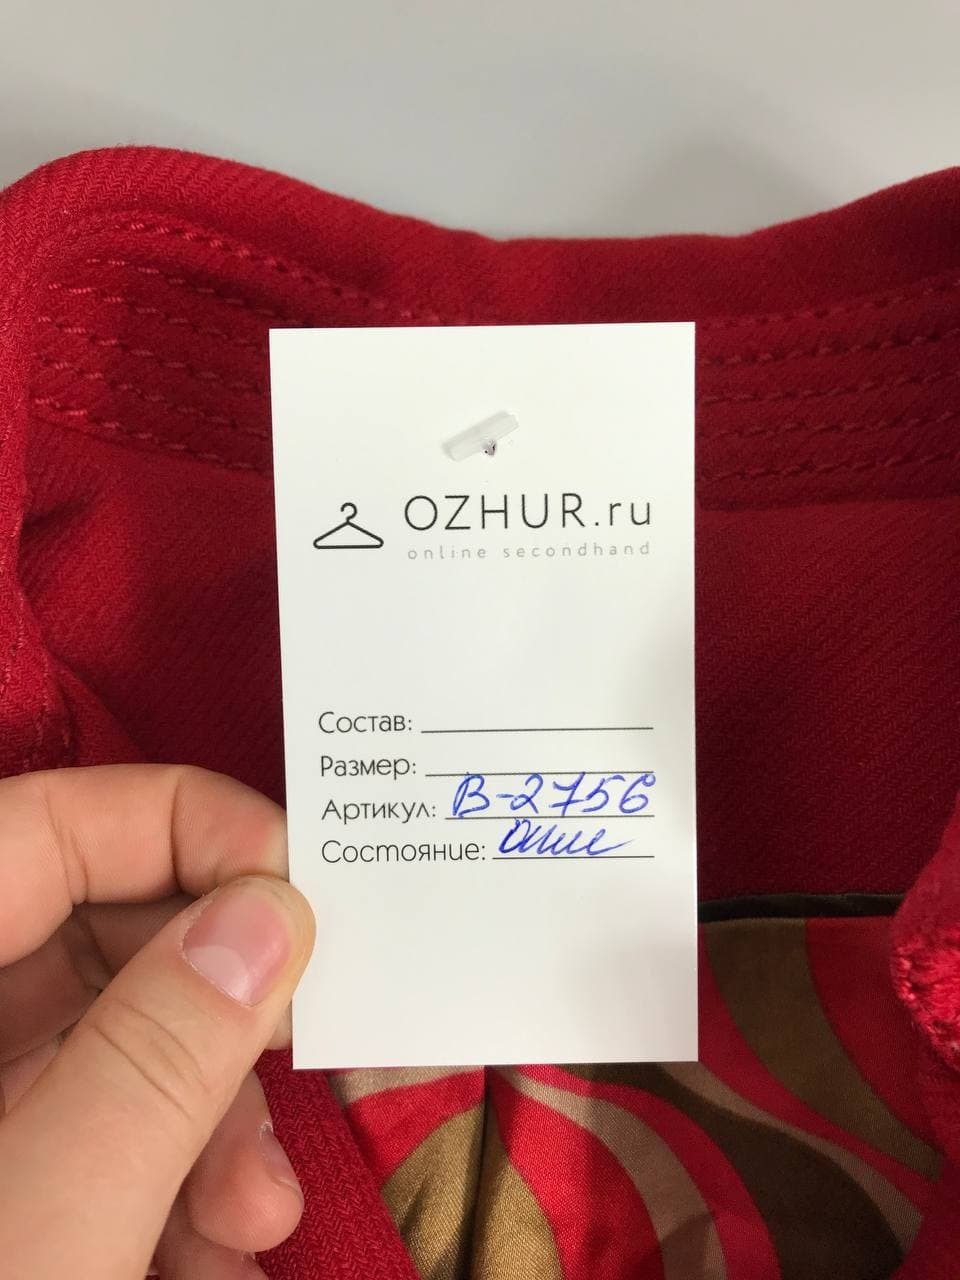 OZHUR.ru
online secondhand
Состав:
Размер:
Артикул: В-2756
Состояние: